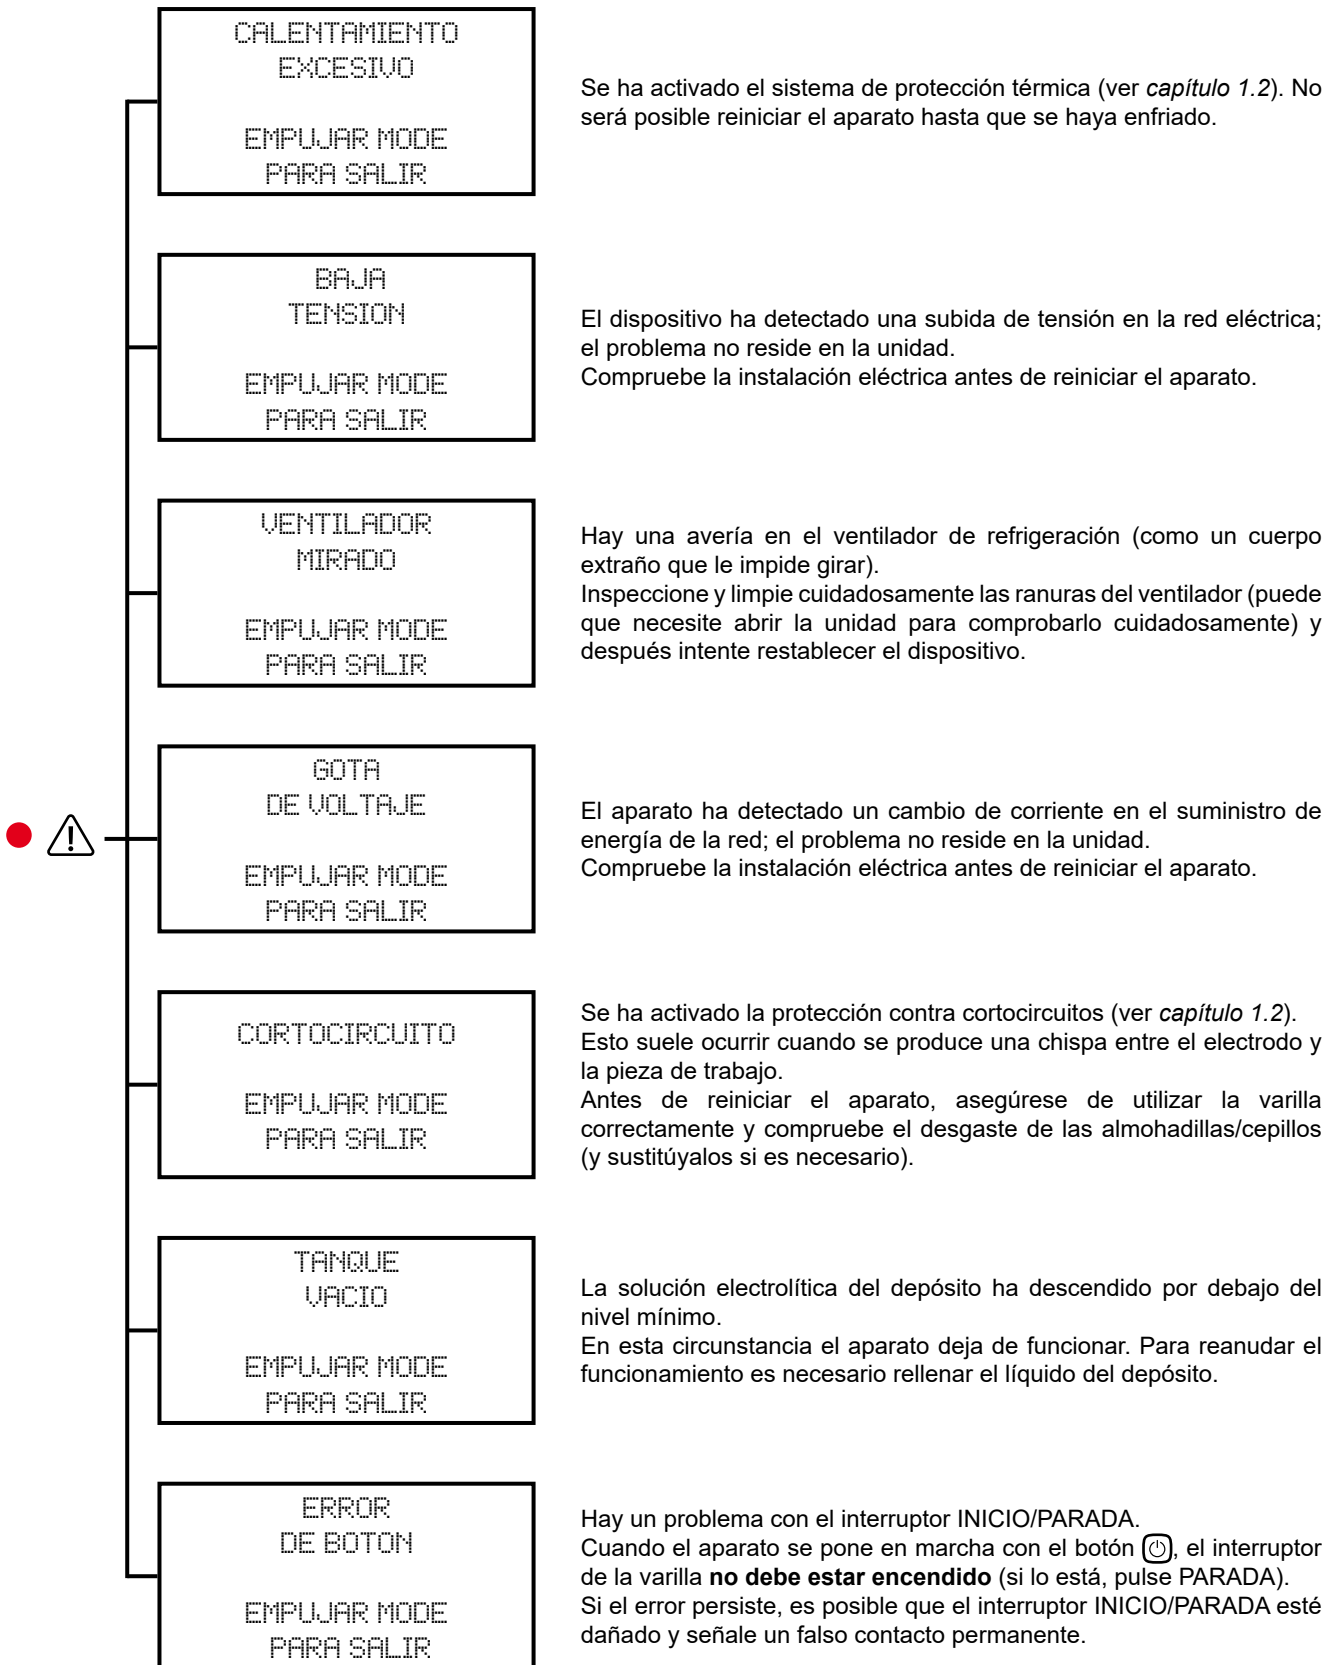 CALENTAMIENTO
EXCESIVO
EMPUJAR MODE
PARA SALIR
Se ha activado el sistema de protección térmica (ver capítulo 1.2). No
será posible reiniciar el aparato hasta que se haya enfriado.
BAJA
TENSION
EMPUJAR MODE
PARA SALIR
El dispositivo ha detectado una subida de tensión en la red eléctrica;
el problema no reside en la unidad.
Compruebe la instalación eléctrica antes de reiniciar el aparato.
VENTILADOR
MIRADO
EMPUJAR MODE
PARA SALIR
Hay una avería en el ventilador de refrigeración (como un cuerpo
extraño que le impide girar).
Inspeccione y limpie cuidadosamente las ranuras del ventilador (puede
que necesite abrir la unidad para comprobarlo cuidadosamente) y
después intente restablecer el dispositivo.
GOTA
DE VOLTAJE
EMPUJAR MODE
PARA SALIR
El aparato ha detectado un cambio de corriente en el suministro de
energía de la red; el problema no reside en la unidad.
Compruebe la instalación eléctrica antes de reiniciar el aparato.
CORTOCIRCUITO
EMPUJAR MODE
PARA SALIR
Se ha activado la protección contra cortocircuitos (ver capítulo 1.2).
Esto suele ocurrir cuando se produce una chispa entre el electrodo y
la pieza de trabajo.
Antes de reiniciar el aparato, asegúrese de utilizar la varilla
correctamente y compruebe el desgaste de las almohadillas/cepillos
(y sustitúyalos si es necesario).
TANQUE
VACIO
EMPUJAR MODE
PARA SALIR
La solución electrolítica del depósito ha descendido por debajo del
nivel mínimo.
En esta circunstancia el aparato deja de funcionar. Para reanudar el
funcionamiento es necesario rellenar el líquido del depósito.
ERROR
DE BOTON
EMPUJAR MODE
PARA SALIR
Hay un problema con el interruptor INICIO/PARADA.
Cuando el aparato se pone en marcha con el botón , el interruptor
de la varilla no debe estar encendido (si lo está, pulse PARADA).
Si el error persiste, es posible que el interruptor INICIO/PARADA esté
dañado y señale un falso contacto permanente.